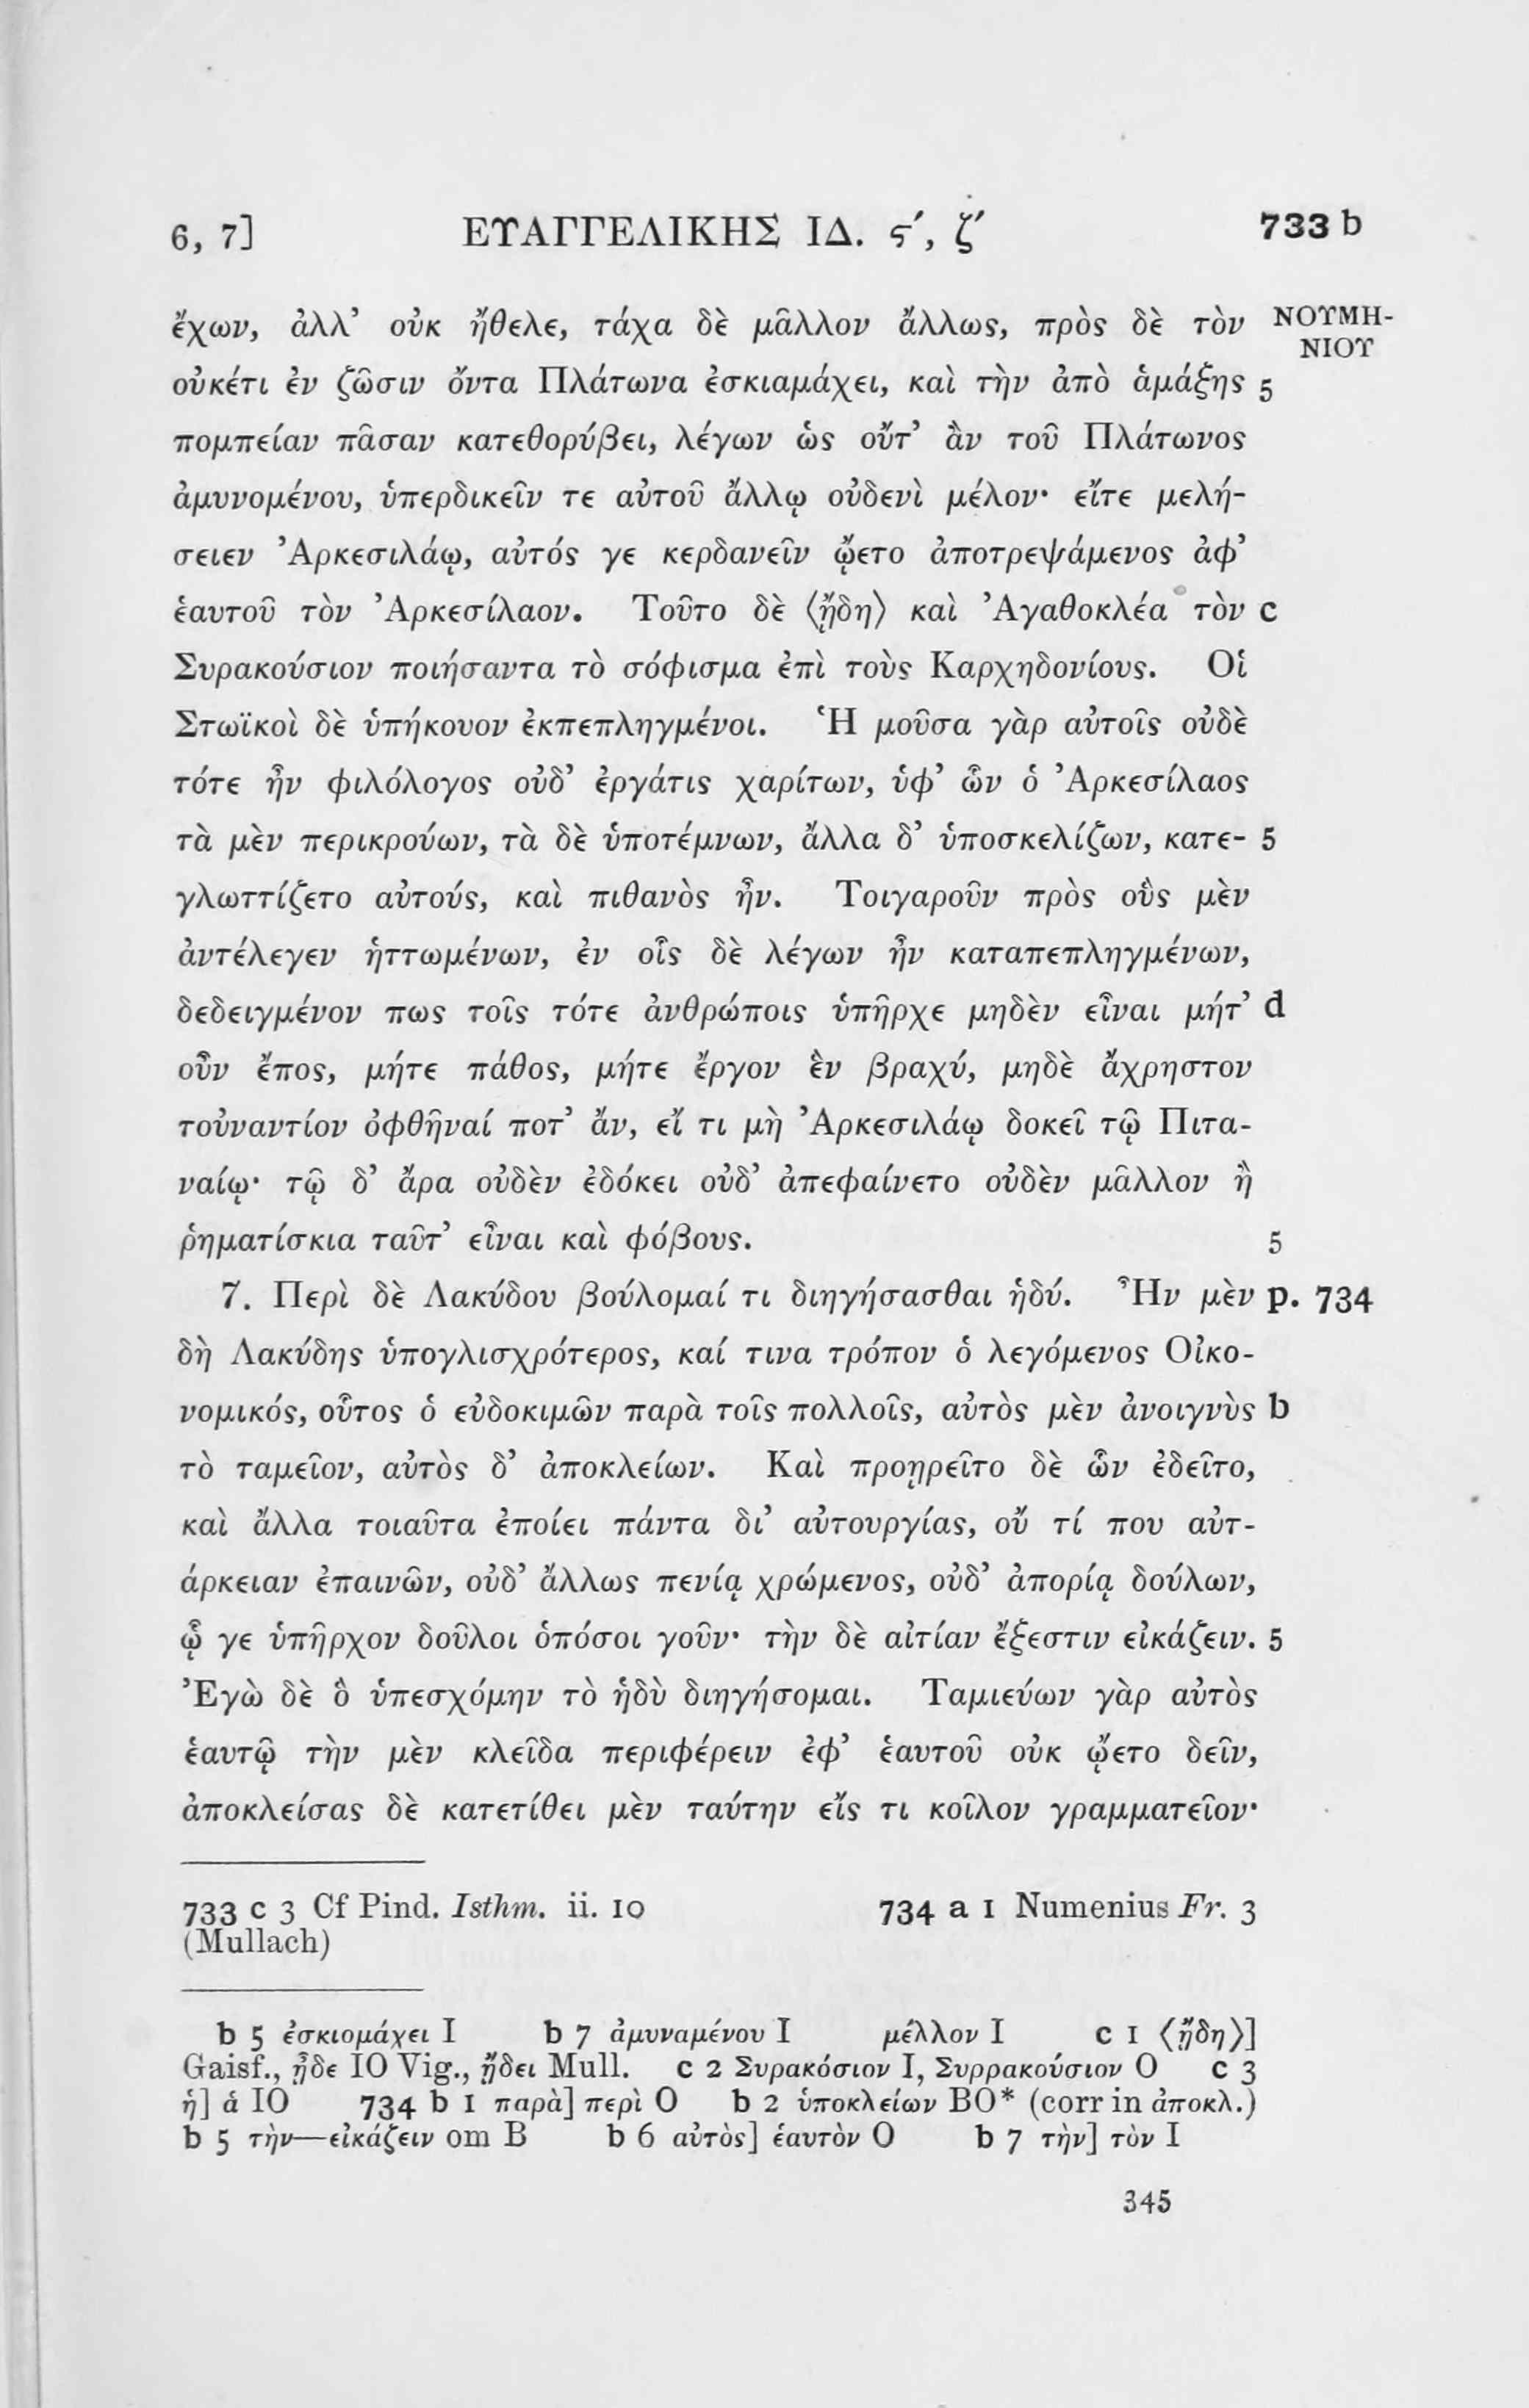 6, 7] ΕΥΑΓΓΕΛΙΚΗΣ ΙΔ. ϛʹ, ζʹ 733 b
ἔχων, ἀλλ’ οὐκ ἤθελε, τάχα δὲ μᾶλλον ἄλλως, πρὸς δὲ τὸν ΝΟΥΜΗ-
ΝΙΟΥ
οὐκέτι ἐν ζῶσιν ὄντα Πλάτωνα ἐσκιαμάχει, καὶ τὴν ἀπὸ ἁμάξης 5
πομπείαν πᾶσαν κατεθορύβει, λέγων ὡς οὔτ’ ἂν τοῦ Πλάτωνος
ἀμυνομένου, ὑπερδικεῖν τε αὐτοῦ ἄλλῳ οὐδενὶ μέλον· εἴτε μελή-
σειεν Ἀρκεσιλάῳ, αὐτός γε κερδανεῖν ᾤετο ἀποτρεψάμενος ἀφ’
ἑαυτοῦ τὸν Ἀρκεσίλαον. Τοῦτο δὲ ⟨ᾔδη⟩ καὶ Ἀγαθοκλέα τὸν c
Συρακούσιον ποιήσαντα τὸ σόφισμα ἐπὶ τοὺς Καρχηδονίους. Οἱ
Στωϊκοὶ δὲ ὑπήκουον ἐκπεπληγμένοι. Ἡ μοῦσα γὰρ αὐτοῖς οὐδὲ
τότε ἦν φιλόλογος οὐδ’ ἐργάτις χαρίτων, ὑφ’ ὧν ὁ Ἀρκεσίλαος
τὰ μὲν περικρούων, τὰ δὲ ὑποτέμνων, ἄλλα δ’ ὑποσκελίζων, κατε- 5
γλωττίζετο αὐτούς, καὶ πιθανὸς ἦν. Τοιγαροῦν πρὸς οὓς μὲν
ἀντέλεγεν ἡττωμένων, ἐν οἷς δὲ λέγων ἦν καταπεπληγμένων,
δεδειγμένον πως τοῖς τότε ἀνθρώποις ὑπῆρχε μηδὲν εἶναι μήτ’ d
οὖν ἔπος, μήτε πάθος, μήτε ἔργον ἓν βραχύ, μηδὲ ἄχρηστον
τοὐναντίον ὀφθῆναί ποτ’ ἄν, εἴ τι μὴ Ἀρκεσιλάῳ δοκεῖ τῷ Πιτα-
ναίῳ· τῷ δ’ ἄρα οὐδὲν ἐδόκει οὐδ’ ἀπεφαίνετο οὐδὲν μᾶλλον ἢ
ῥηματίσκια ταῦτ’ εἶναι καὶ φόβους. 5
7. Περὶ δὲ Λακύδου βούλομαί τι διηγήσασθαι ἡδύ. Ἦν μὲν p. 734
δὴ Λακύδης ὑπογλισχρότερος, καί τινα τρόπον ὁ λεγόμενος Οἰκο-
νομικός, οὗτος ὁ εὐδοκιμῶν παρὰ τοῖς πολλοῖς, αὐτὸς μὲν ἀνοιγνὺς b
τὸ ταμεῖον, αὐτὸς δ’ ἀποκλείων. Καὶ προῃρεῖτο δὲ ὧν ἐδεῖτο,
καὶ ἄλλα τοιαῦτα ἐποίει πάντα δι’ αὐτουργίας, οὔ τί που αὐτ-
άρκειαν ἐπαινῶν, οὐδ’ ἄλλως πενίᾳ χρώμενος, οὐδ’ ἀπορίᾳ δούλων,
ᾧ γε ὑπῆρχον δοῦλοι ὁπόσοι γοῦν· τὴν δὲ αἰτίαν ἔξεστιν εἰκάζειν. 5
Ἐγὼ δὲ ὃ ὑπεσχόμην τὸ ἡδὺ διηγήσομαι. Ταμιεύων γὰρ αὐτὸς
ἑαυτῷ τὴν μὲν κλεῖδα περιφέρειν ἐφ’ ἑαυτοῦ οὐκ ᾤετο δεῖν,
ἀποκλείσας δὲ κατετίθει μὲν ταύτην εἴς τι κοῖλον γραμματεῖον·
733 c 3 Cf Pind. Isthm. ii. 10 734 a 1 Numenius Fr. 3
(Mullach)
b 5 ἐσκιομάχει I b 7 ἀμυναμένου I μέλλον I c 1 ⟨ᾔδη⟩]
Gaisf., ᾖδε IO Vig., ᾔδει Mull. c 2 Συρακόσιον I, Συρρακούσιον O c 3
ἡ] ἁ IO 734 b 1 παρὰ] περὶ O b 2 ὑποκλείων BO* (corr in ἀποκλ.)
b 5 τὴν—εἰκάζειν om B b 6 αὐτὸς] ἑαυτὸν O b 7 τὴν] τὸν I
345